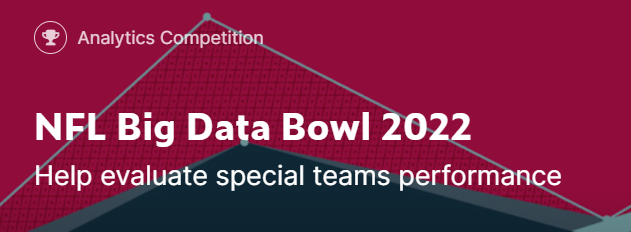 Analytics Competition
NFL Big Data Bowl 2022
Help evaluate special teams performance